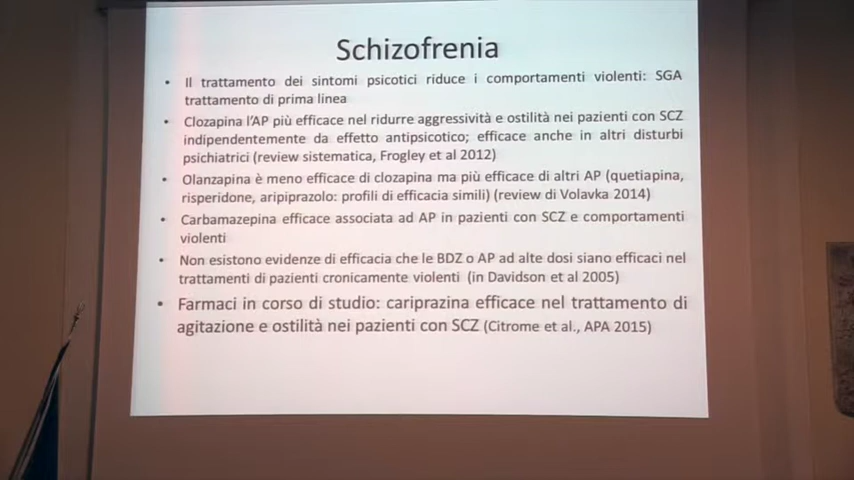 Schizofrenia
• Il trattamento dei sintomi psicotici riduce i comportamenti violenti: SGA
trattamento di prima linea
• Clozapina l'AP più efficace nel ridurre aggressività e ostilità nei pazienti con SCZ
indipendentemente da effetto antipsicotico; efficace anche in altri disturbi
psichiatrici (review sistematica, Frogley et al 2012)
• Olanzapina è meno efficace di clozapina ma più efficace di altri AP (quetiapina,
risperidone, aripiprazolo: profili di efficacia simili) (review di Volavka 2014)
• Carbamazepina efficace associata ad AP in pazienti con SCZ e comportamenti
violenti
• Non esistono evidenze di efficacia che le BDZ o AP ad alte dosi siano efficaci nel
trattamenti di pazienti cronicamente violenti (in Davidson et al 2005)
• Farmaci in corso di studio: cariprazina efficace nel trattamento di
agitazione e ostilità nei pazienti con SCZ (Citrome et al., APA 2015)